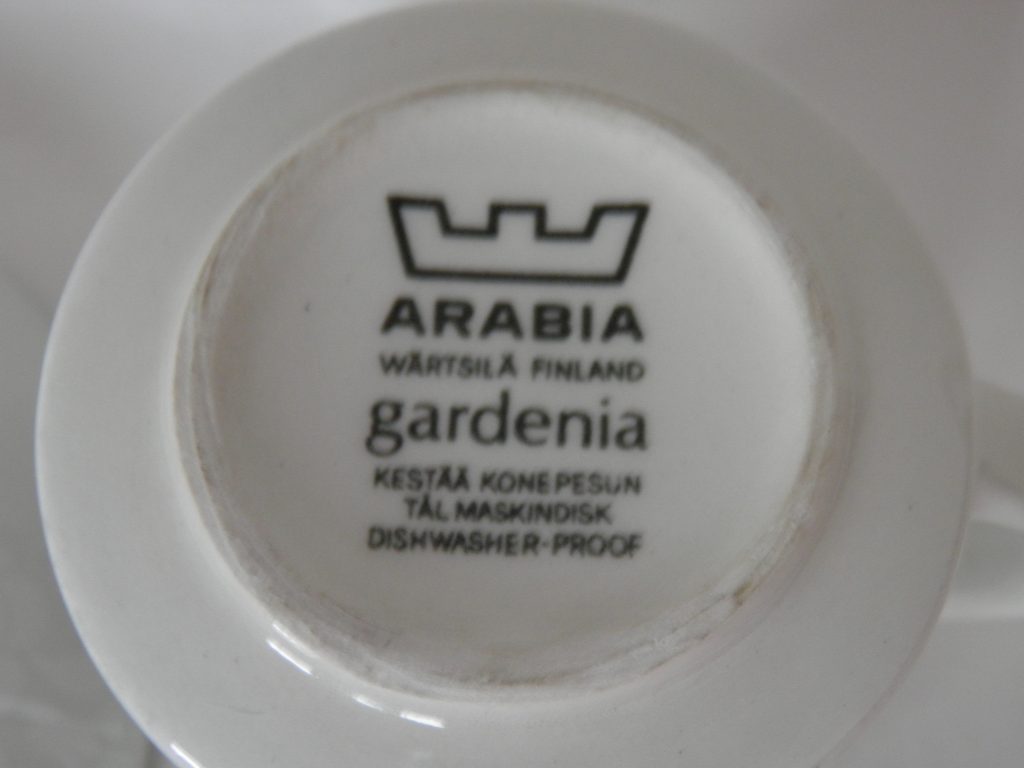 ARABIA
WÄRTSILÄ FINLAND
gardenia
KESTÄÄ KONEPESUN
TÅL MASKINDISK
DISHWASHER-PROOF